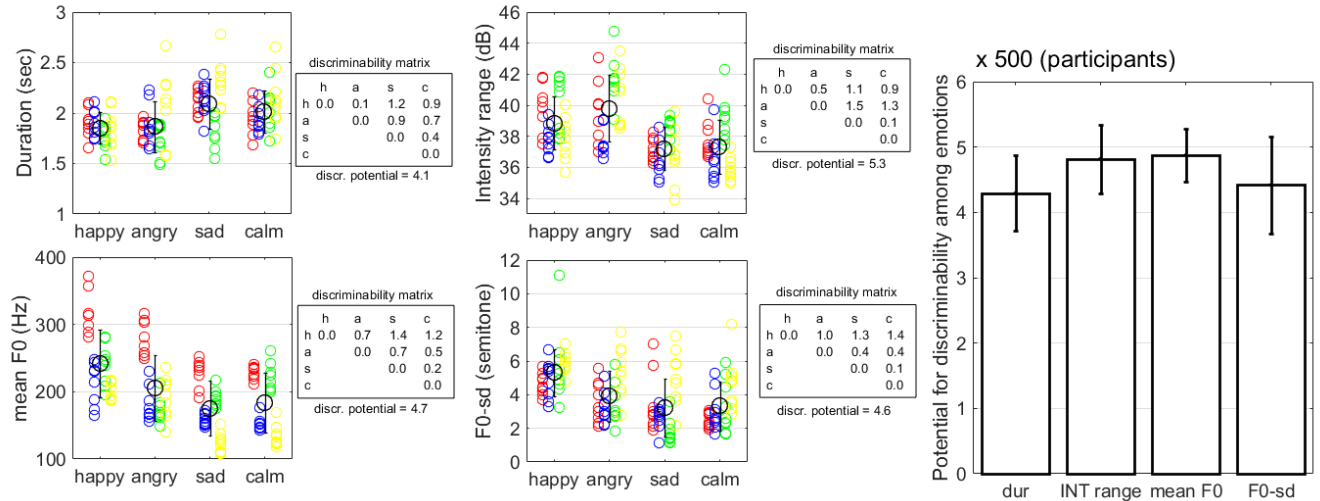 3
2.5
2
1.5
1
Duration (sec)
happy angry sad calm
discriminability matrix
h a s c
h 0.0 0.1 1.2 0.9
a 0.0 0.9 0.7
s 0.0 0.4
c 0.0
discr. potential = 4.1
46
44
42
40
38
36
34
Intensity range (dB)
happy angry sad calm
discriminability matrix
h a s c
h 0.0 0.5 1.1 0.9
a 0.0 1.5 1.3
s 0.0 0.1
c 0.0
discr. potential = 5.3
400
300
200
100
mean F0 (Hz)
happy angry sad calm
discriminability matrix
h a s c
h 0.0 0.7 1.4 1.2
a 0.0 0.7 0.5
s 0.0 0.2
c 0.0
discr. potential = 4.7
12
10
8
6
4
2
0
F0-sd (semitone)
happy angry sad calm
discriminability matrix
h a s c
h 0.0 1.0 1.3 1.4
a 0.0 0.4 0.4
s 0.0 0.1
c 0.0
discr. potential = 4.6
x 500 (participants)
6
5
4
3
2
1
0
Potential for discriminability among emotions
dur INT range mean F0 F0-sd